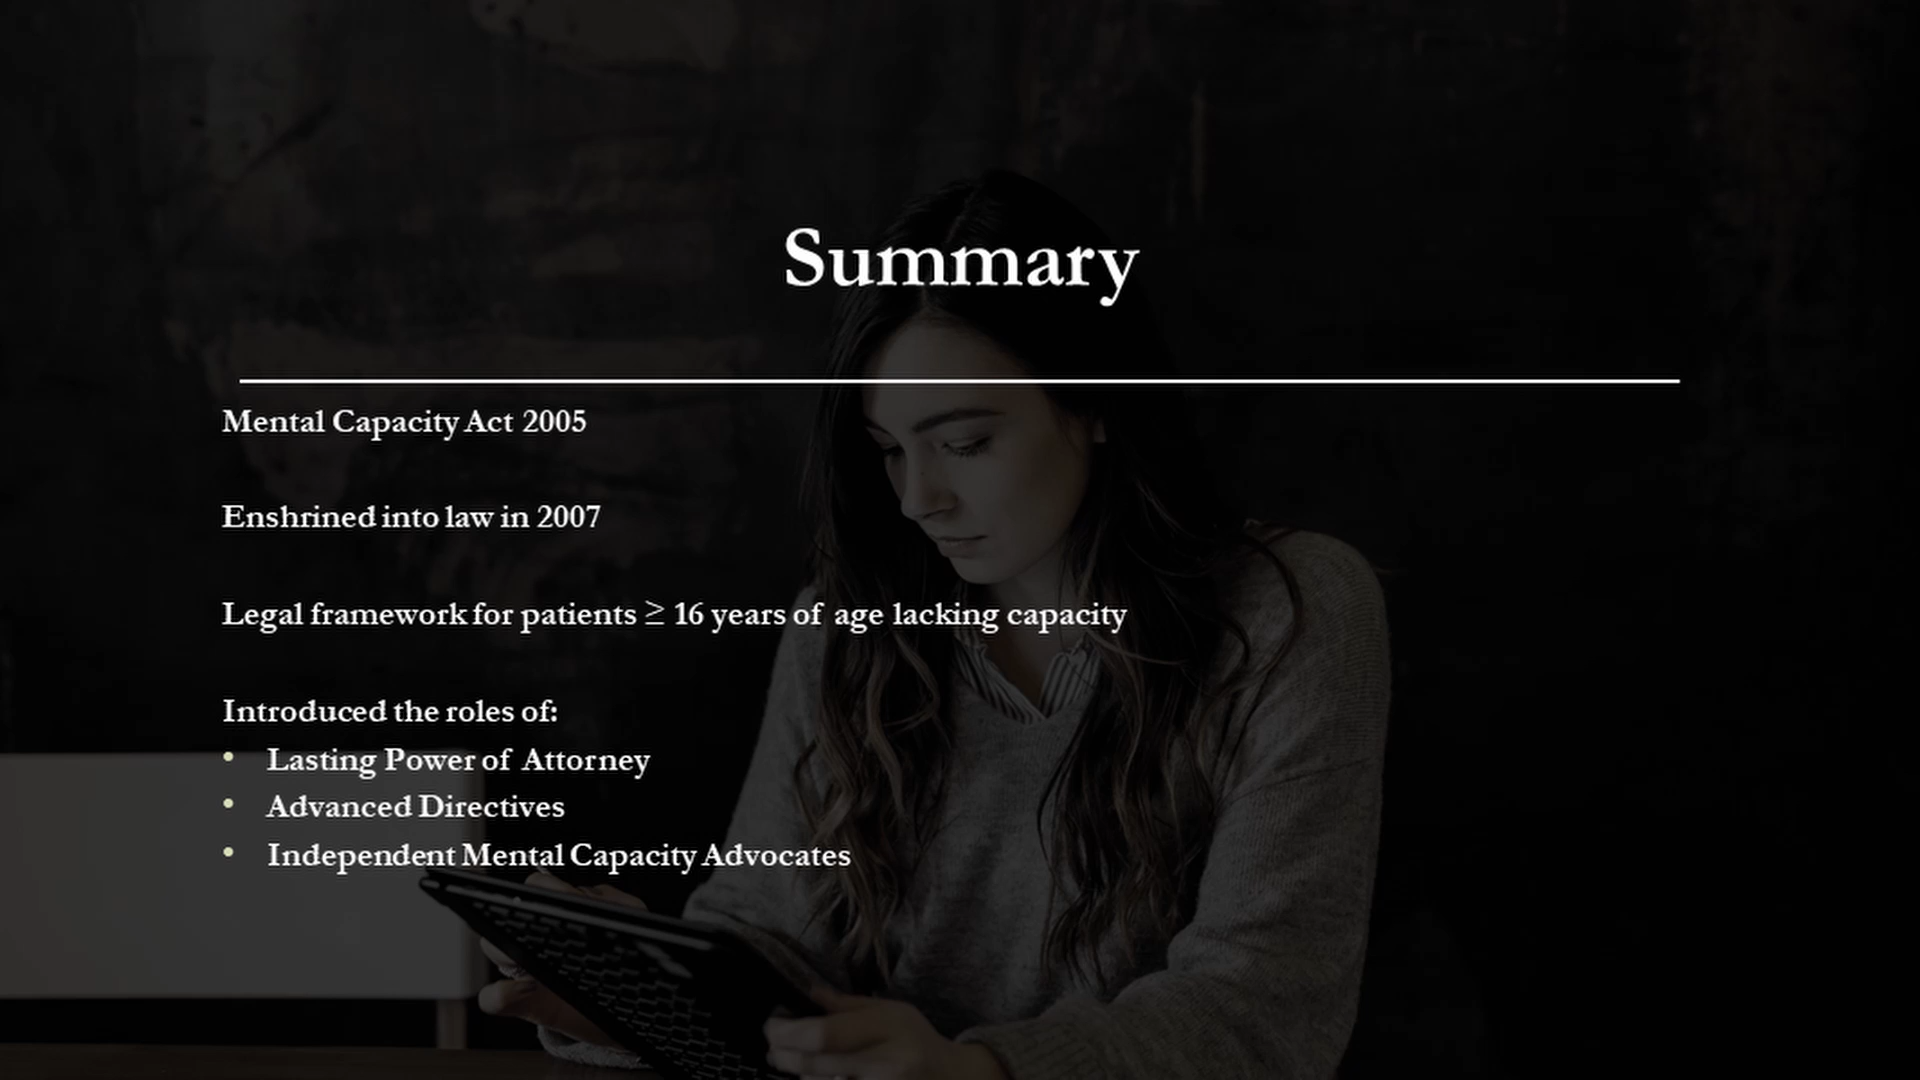 Summary
Mental Capacity Act 2005
Enshrined into law in 2007
Legal framework for patients ≥ 16 years of age lacking capacity
Introduced the roles of:
• Lasting Power of Attorney
• Advanced Directives
• Independent Mental Capacity Advocates